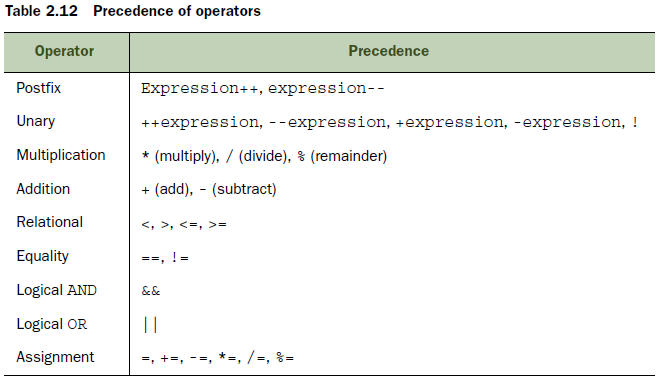 Table 2.12 Precedence of operators
Operator Precedence
Postfix Expression++, expression--
Unary ++expression, --expression, +expression, -expression, !
Multiplication * (multiply), / (divide), % (remainder)
Addition + (add), - (subtract)
Relational <, >, <=, >=
Equality ==, !=
Logical AND &&
Logical OR ||
Assignment =, +=, -=, *=, /=, %=